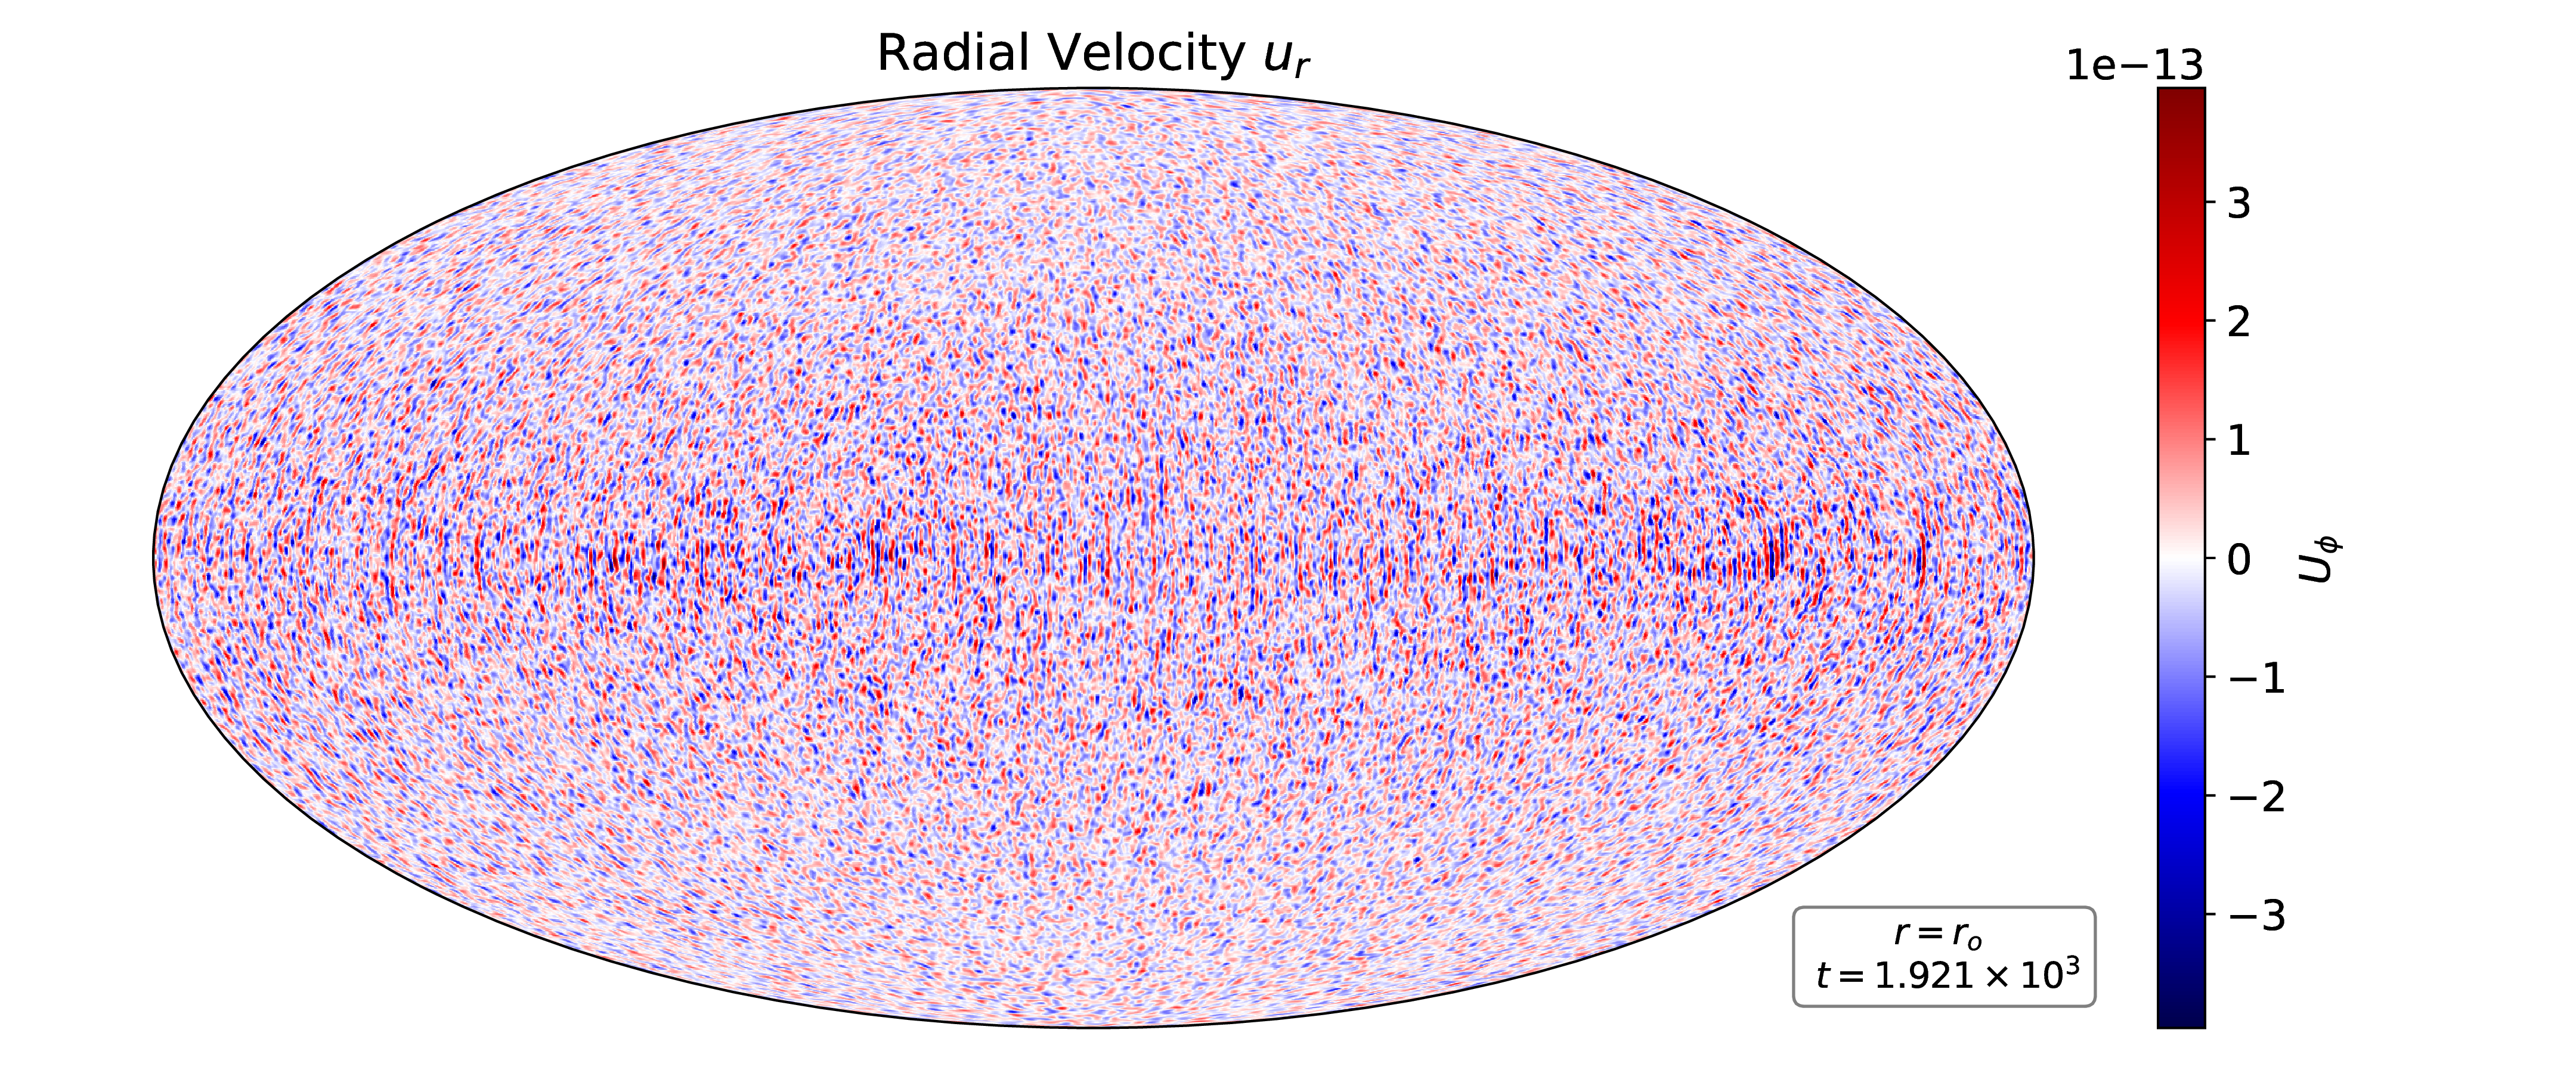 Radial Velocity $u_r$
1e−13
3
2
1
0
−1
−2
−3
$U_\phi$
$r = r_o$
$t = 1.921 \times 10^3$